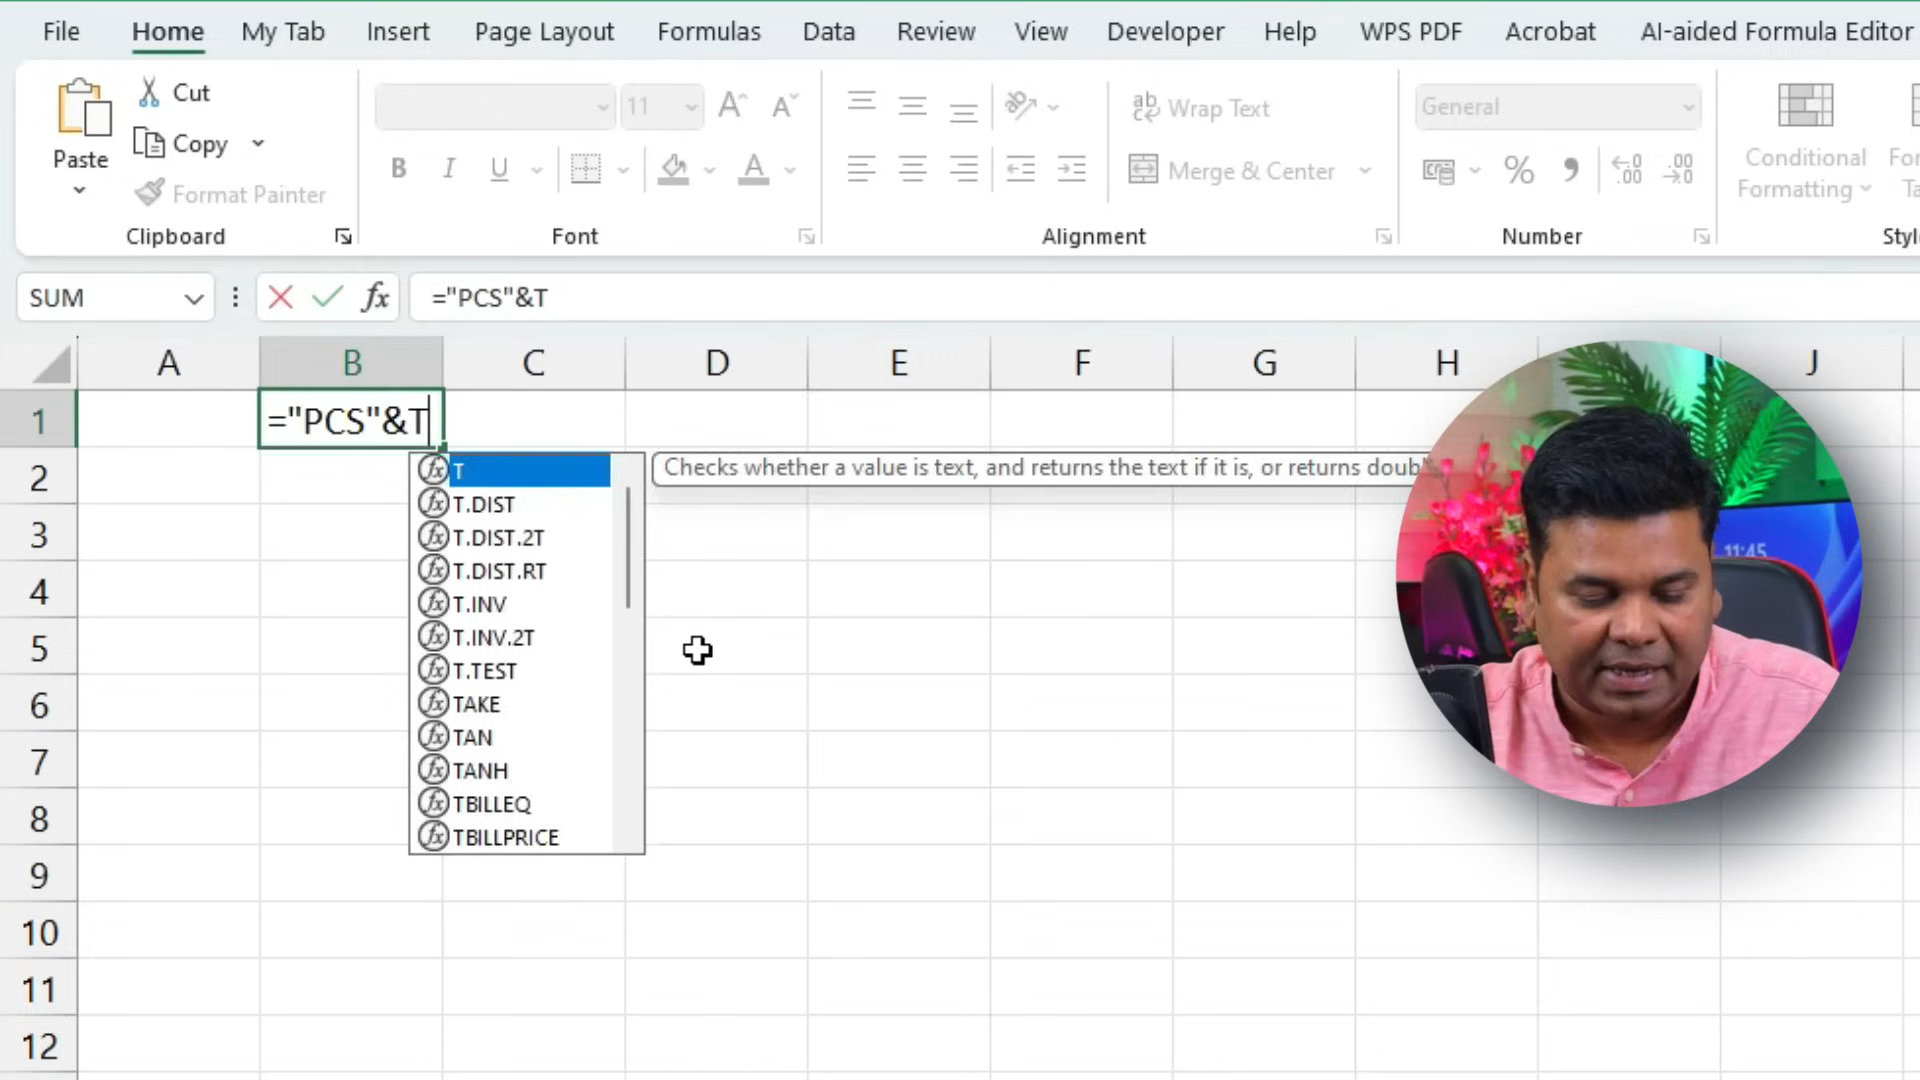 File Home My Tab Insert Page Layout Formulas Data Review View Developer Help WPS PDF Acrobat AI-aided Formula Editor
Paste
Cut
Copy
Format Painter
Clipboard
11
B I U
Font
ab Wrap Text
Merge & Center
Alignment
General
% 
Number
Conditional
Formatting
SUM
fx
="PCS"&T
A B C D E F G H J
1 ="PCS"&T
2
3
4
5
6
7
8
9
10
11
12
T
T.DIST
T.DIST.2T
T.DIST.RT
T.INV
T.INV.2T
T.TEST
TAKE
TAN
TANH
TBILLEQ
TBILLPRICE
Checks whether a value is text, and returns the text if it is, or returns doubl
11:45